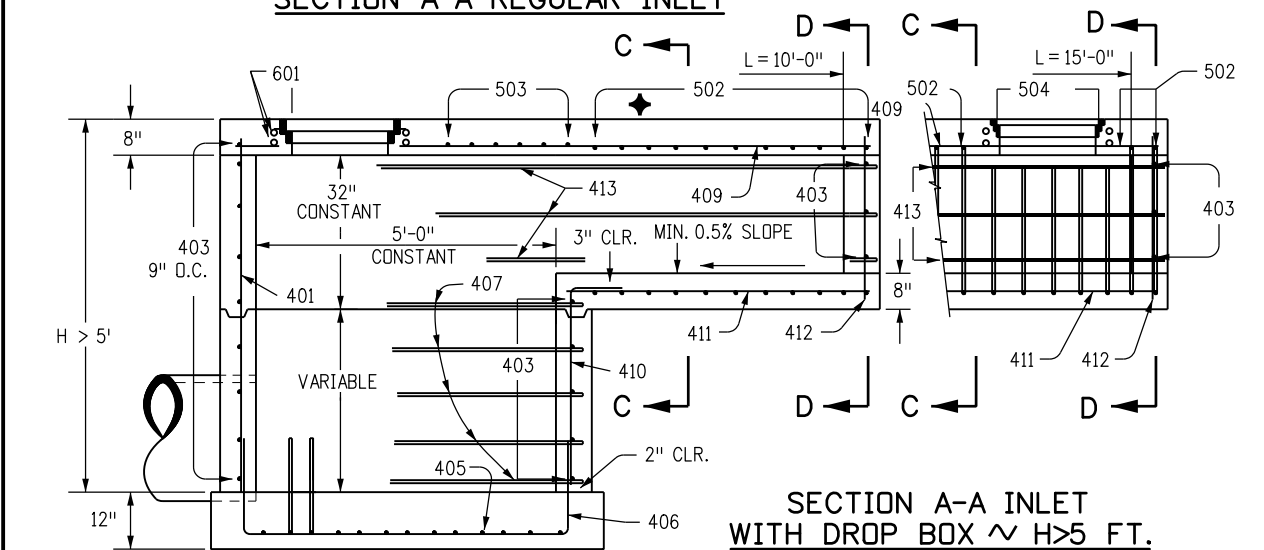 SECTION A-A REGULAR INLET
D
C
D
C
L = 10'-0"
L = 15'-0"
601
503
502
409
502
504
502
8"
32"
CONSTANT
413
409
403
403
413
403
9" O.C.
5'-0"
CONSTANT
3" CLR.
MIN. 0.5% SLOPE
401
407
8"
H > 5'
411
412
411
412
403
410
VARIABLE
C
D
C
D
405
2" CLR.
12"
406
SECTION A-A INLET
WITH DROP BOX ~ H>5 FT.